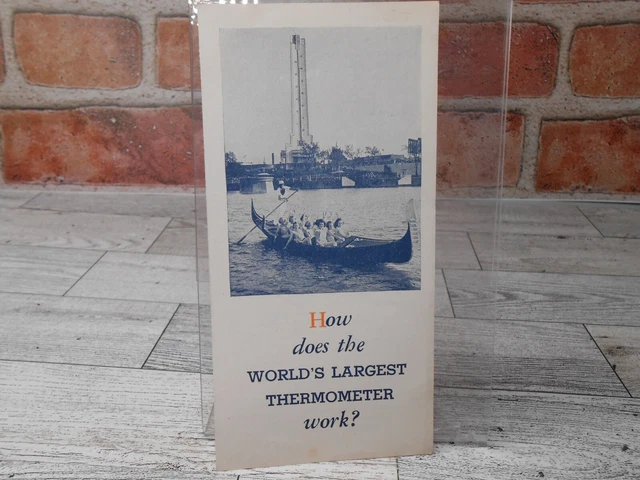 How
does the
WORLD'S LARGEST
THERMOMETER
work?